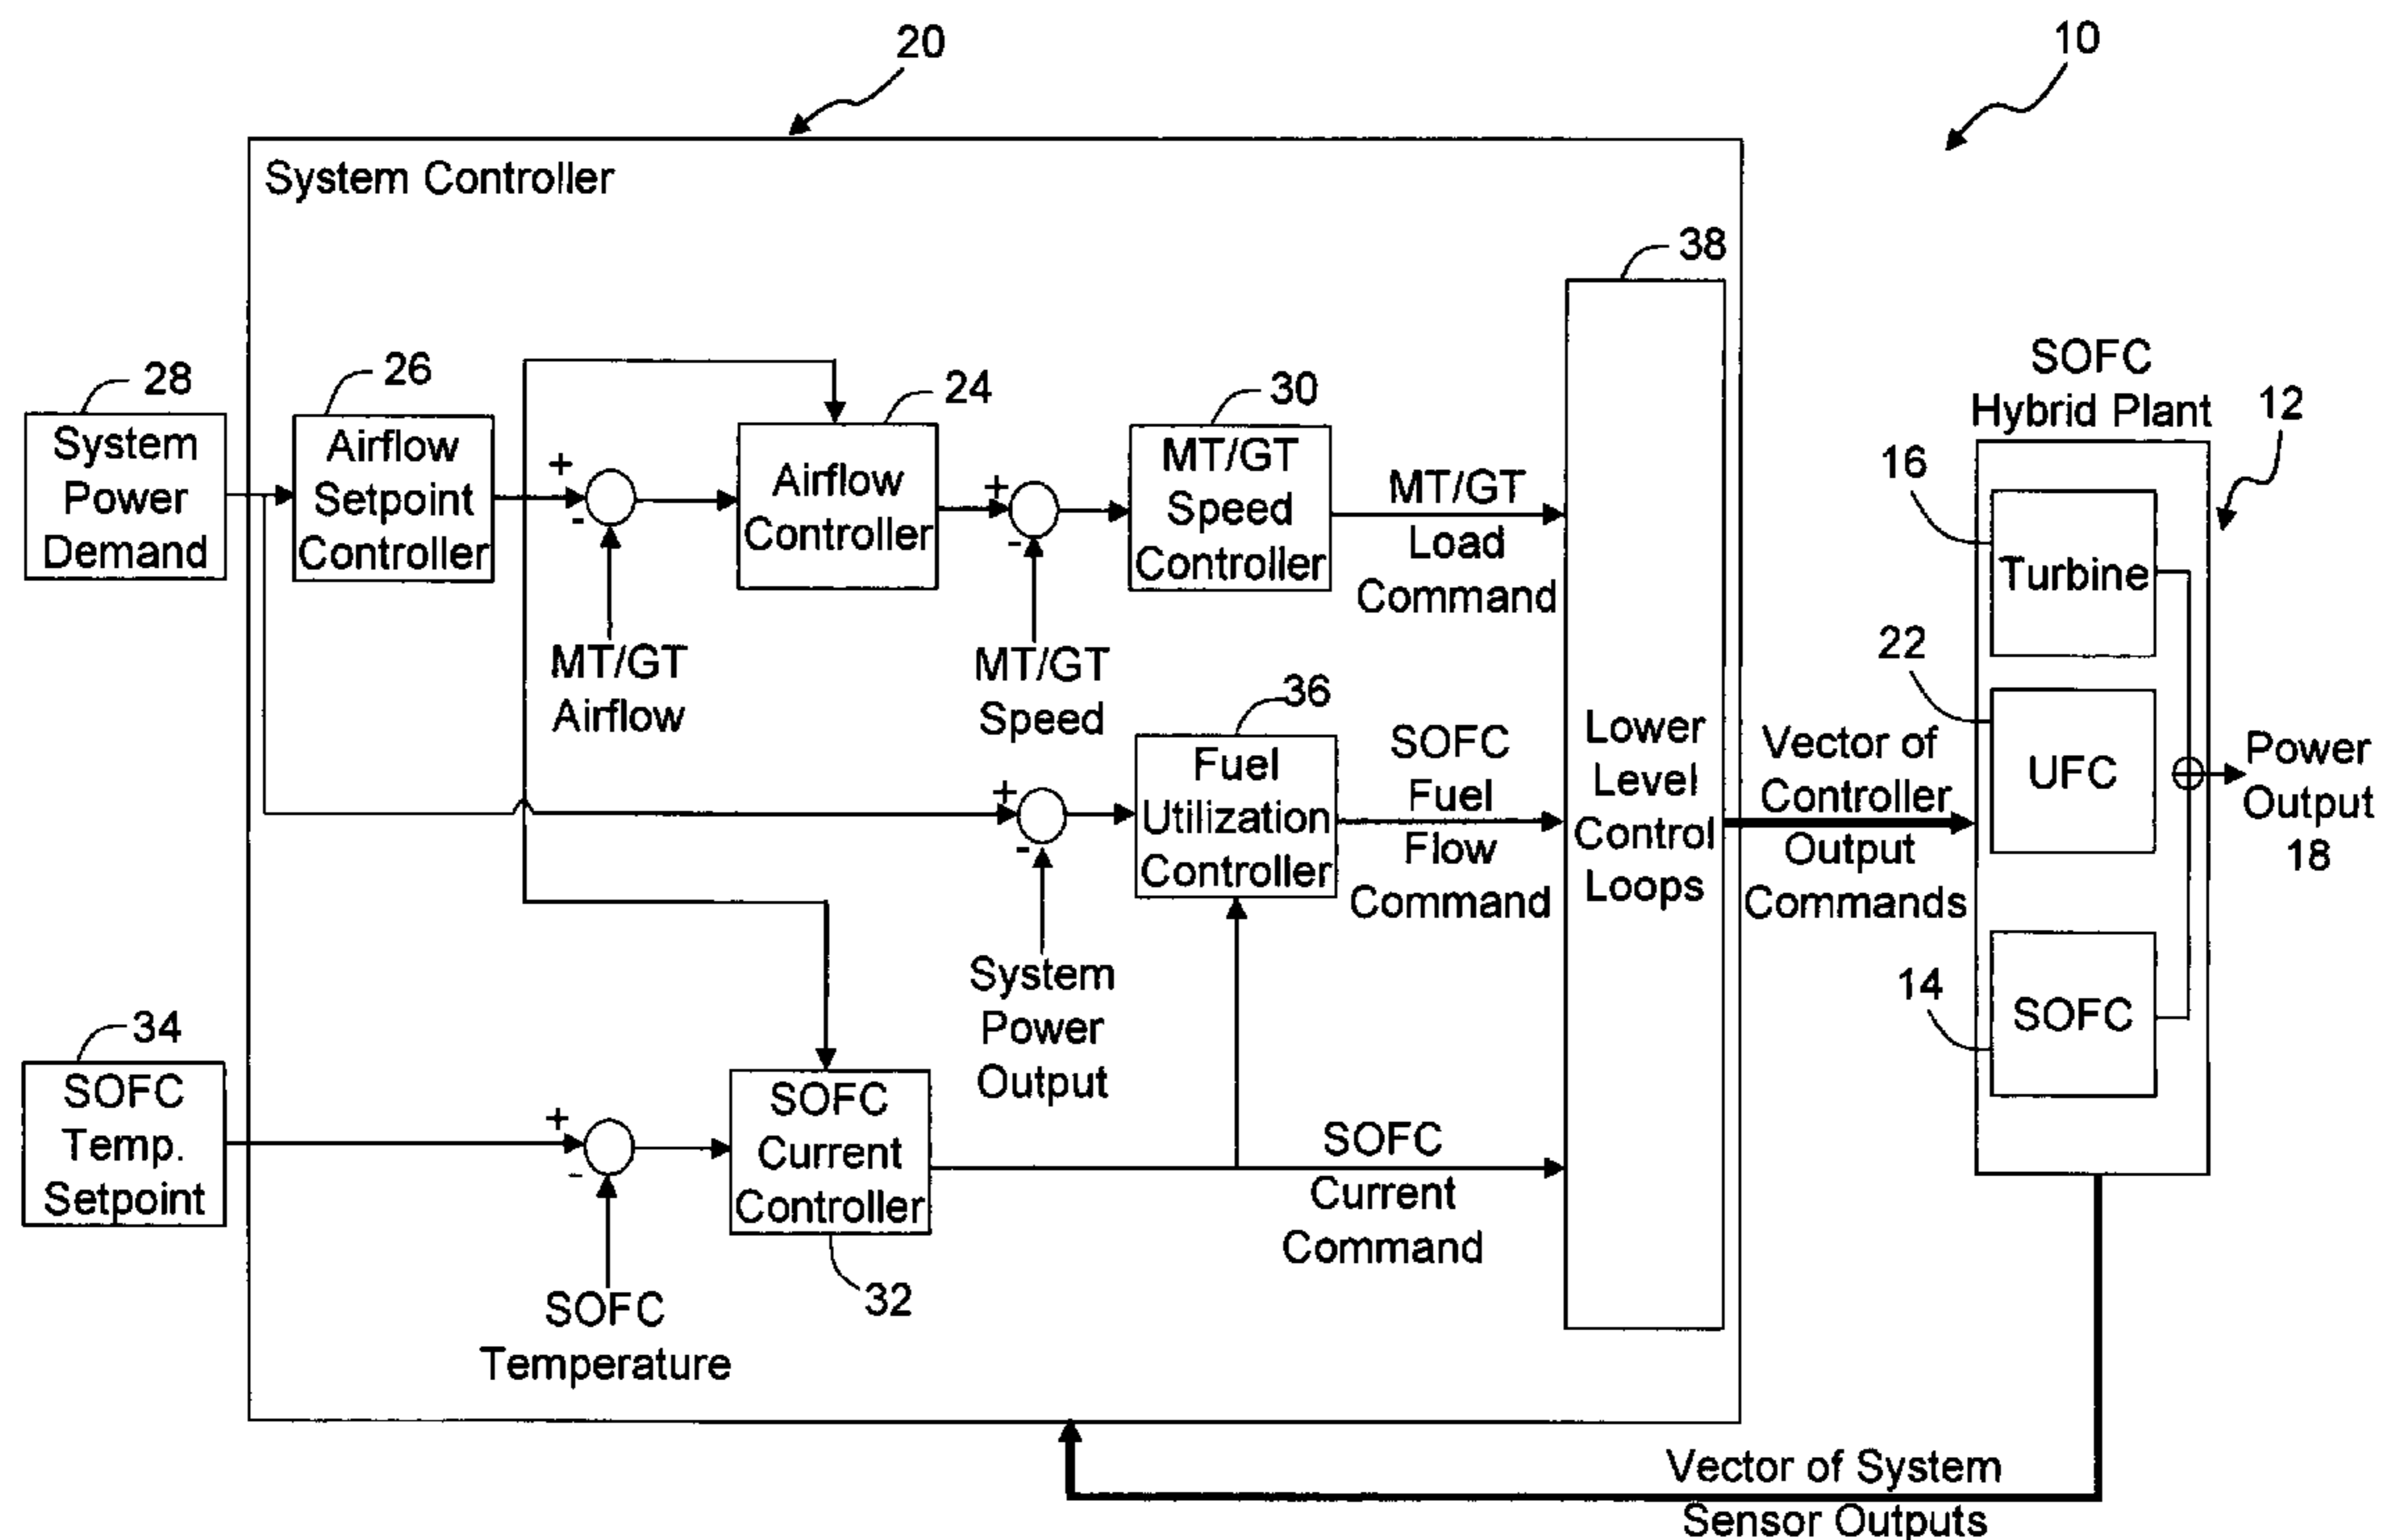 20
10
System Controller
38
28
System
Power
Demand
26
Airflow
Setpoint
Controller
+
-
MT/GT
Airflow
24
Airflow
Controller
+
-
MT/GT
Speed
30
MT/GT
Speed
Controller
MT/GT
Load
Command
+
-
System
Power
Output
36
Fuel
Utilization
Controller
SOFC
Fuel
Flow
Command
34
SOFC
Temp.
Setpoint
+
-
SOFC
Temperature
SOFC
Current
Controller
32
SOFC
Current
Command
Lower
Level
Control
Loops
Vector of
Controller
Output
Commands
SOFC
Hybrid Plant
12
16
Turbine
22
UFC
14
SOFC
Power
Output
18
Vector of System
Sensor Outputs